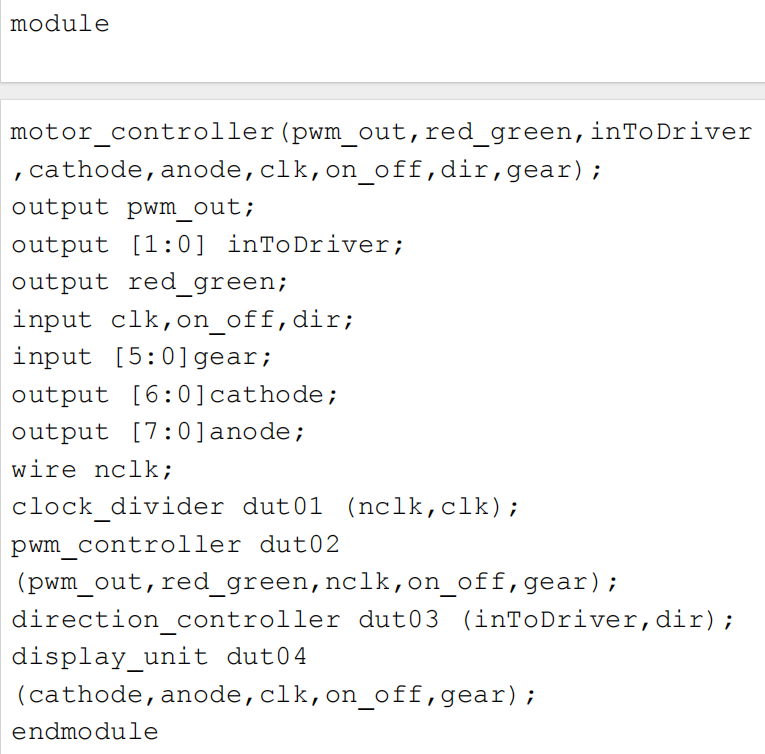 module
motor_controller(pwm_out,red_green,inToDriver
,cathode,anode,clk,on_off,dir,gear);
output pwm_out;
output [1:0] inToDriver;
output red_green;
input clk,on_off,dir;
input [5:0]gear;
output [6:0]cathode;
output [7:0]anode;
wire nclk;
clock_divider dut01 (nclk,clk);
pwm_controller dut02
(pwm_out,red_green,nclk,on_off,gear);
direction_controller dut03 (inToDriver,dir);
display_unit dut04
(cathode,anode,clk,on_off,gear);
endmodule